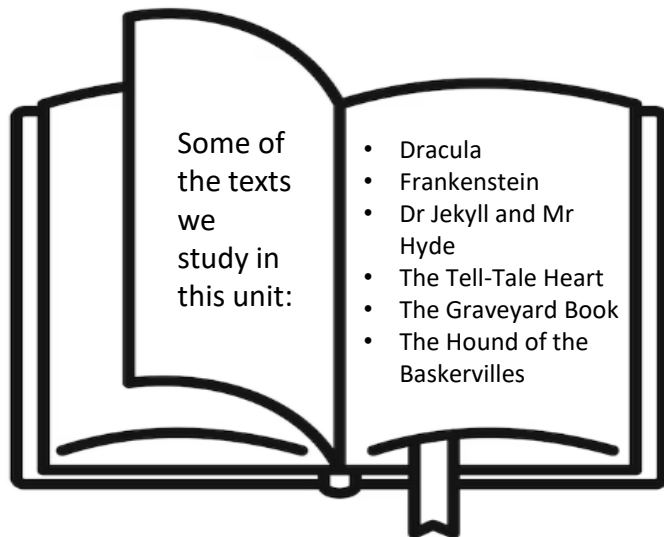 Some of
the texts
we
study in
this unit:
• Dracula
• Frankenstein
• Dr Jekyll and Mr
Hyde
• The Tell-Tale Heart
• The Graveyard Book
• The Hound of the
Baskervilles